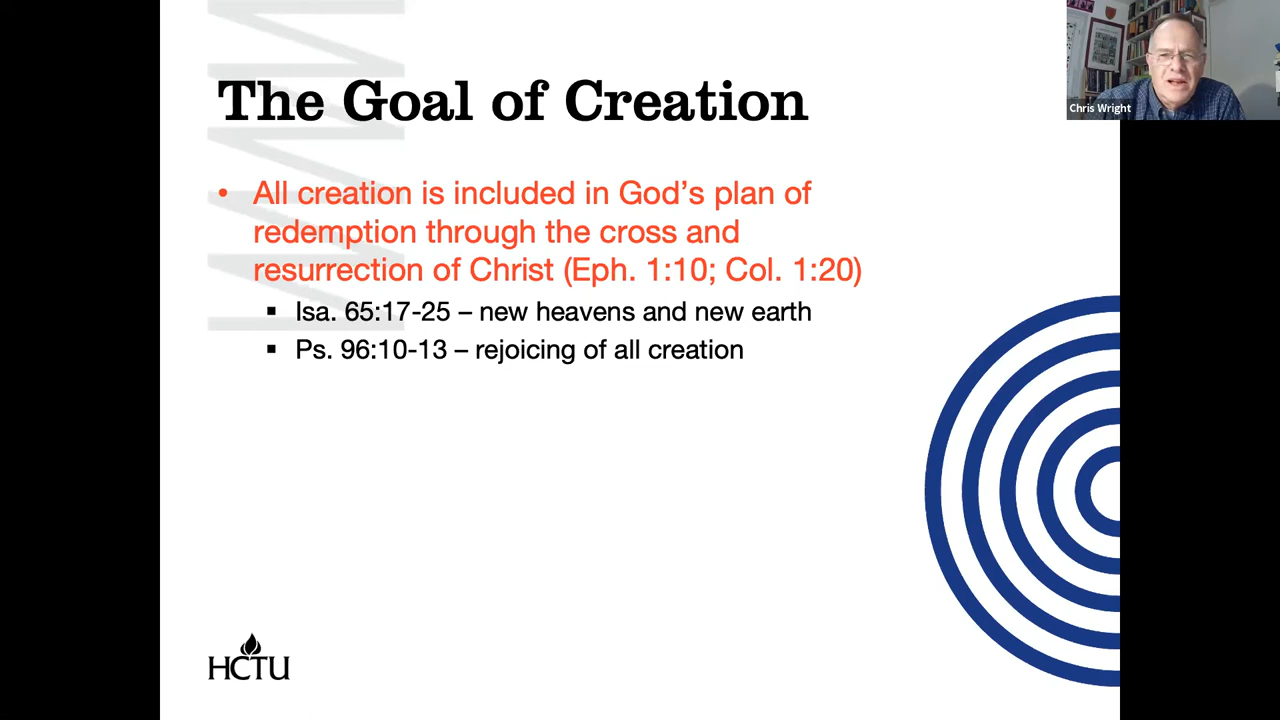 The Goal of Creation
Chris Wright
• All creation is included in God’s plan of
redemption through the cross and
resurrection of Christ (Eph. 1:10; Col. 1:20)
▪ Isa. 65:17-25 – new heavens and new earth
▪ Ps. 96:10-13 – rejoicing of all creation
HCTU